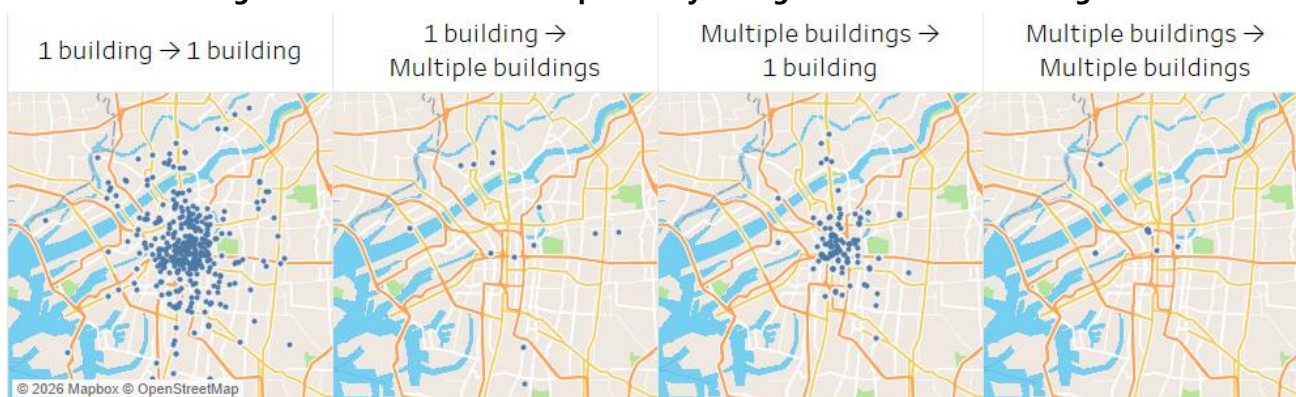 1 building → 1 building
1 building →
Multiple buildings
Multiple buildings →
1 building
Multiple buildings →
Multiple buildings
© 2026 Mapbox © OpenStreetMap